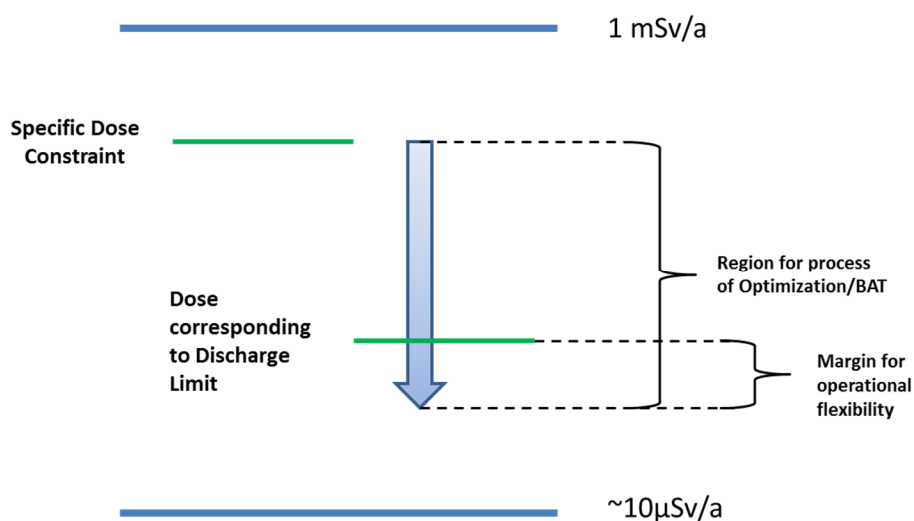 1 mSv/a
Specific Dose
Constraint
Region for process
of Optimization/BAT
Dose
corresponding
to Discharge
Limit
Margin for
operational
flexibility
~10µSv/a